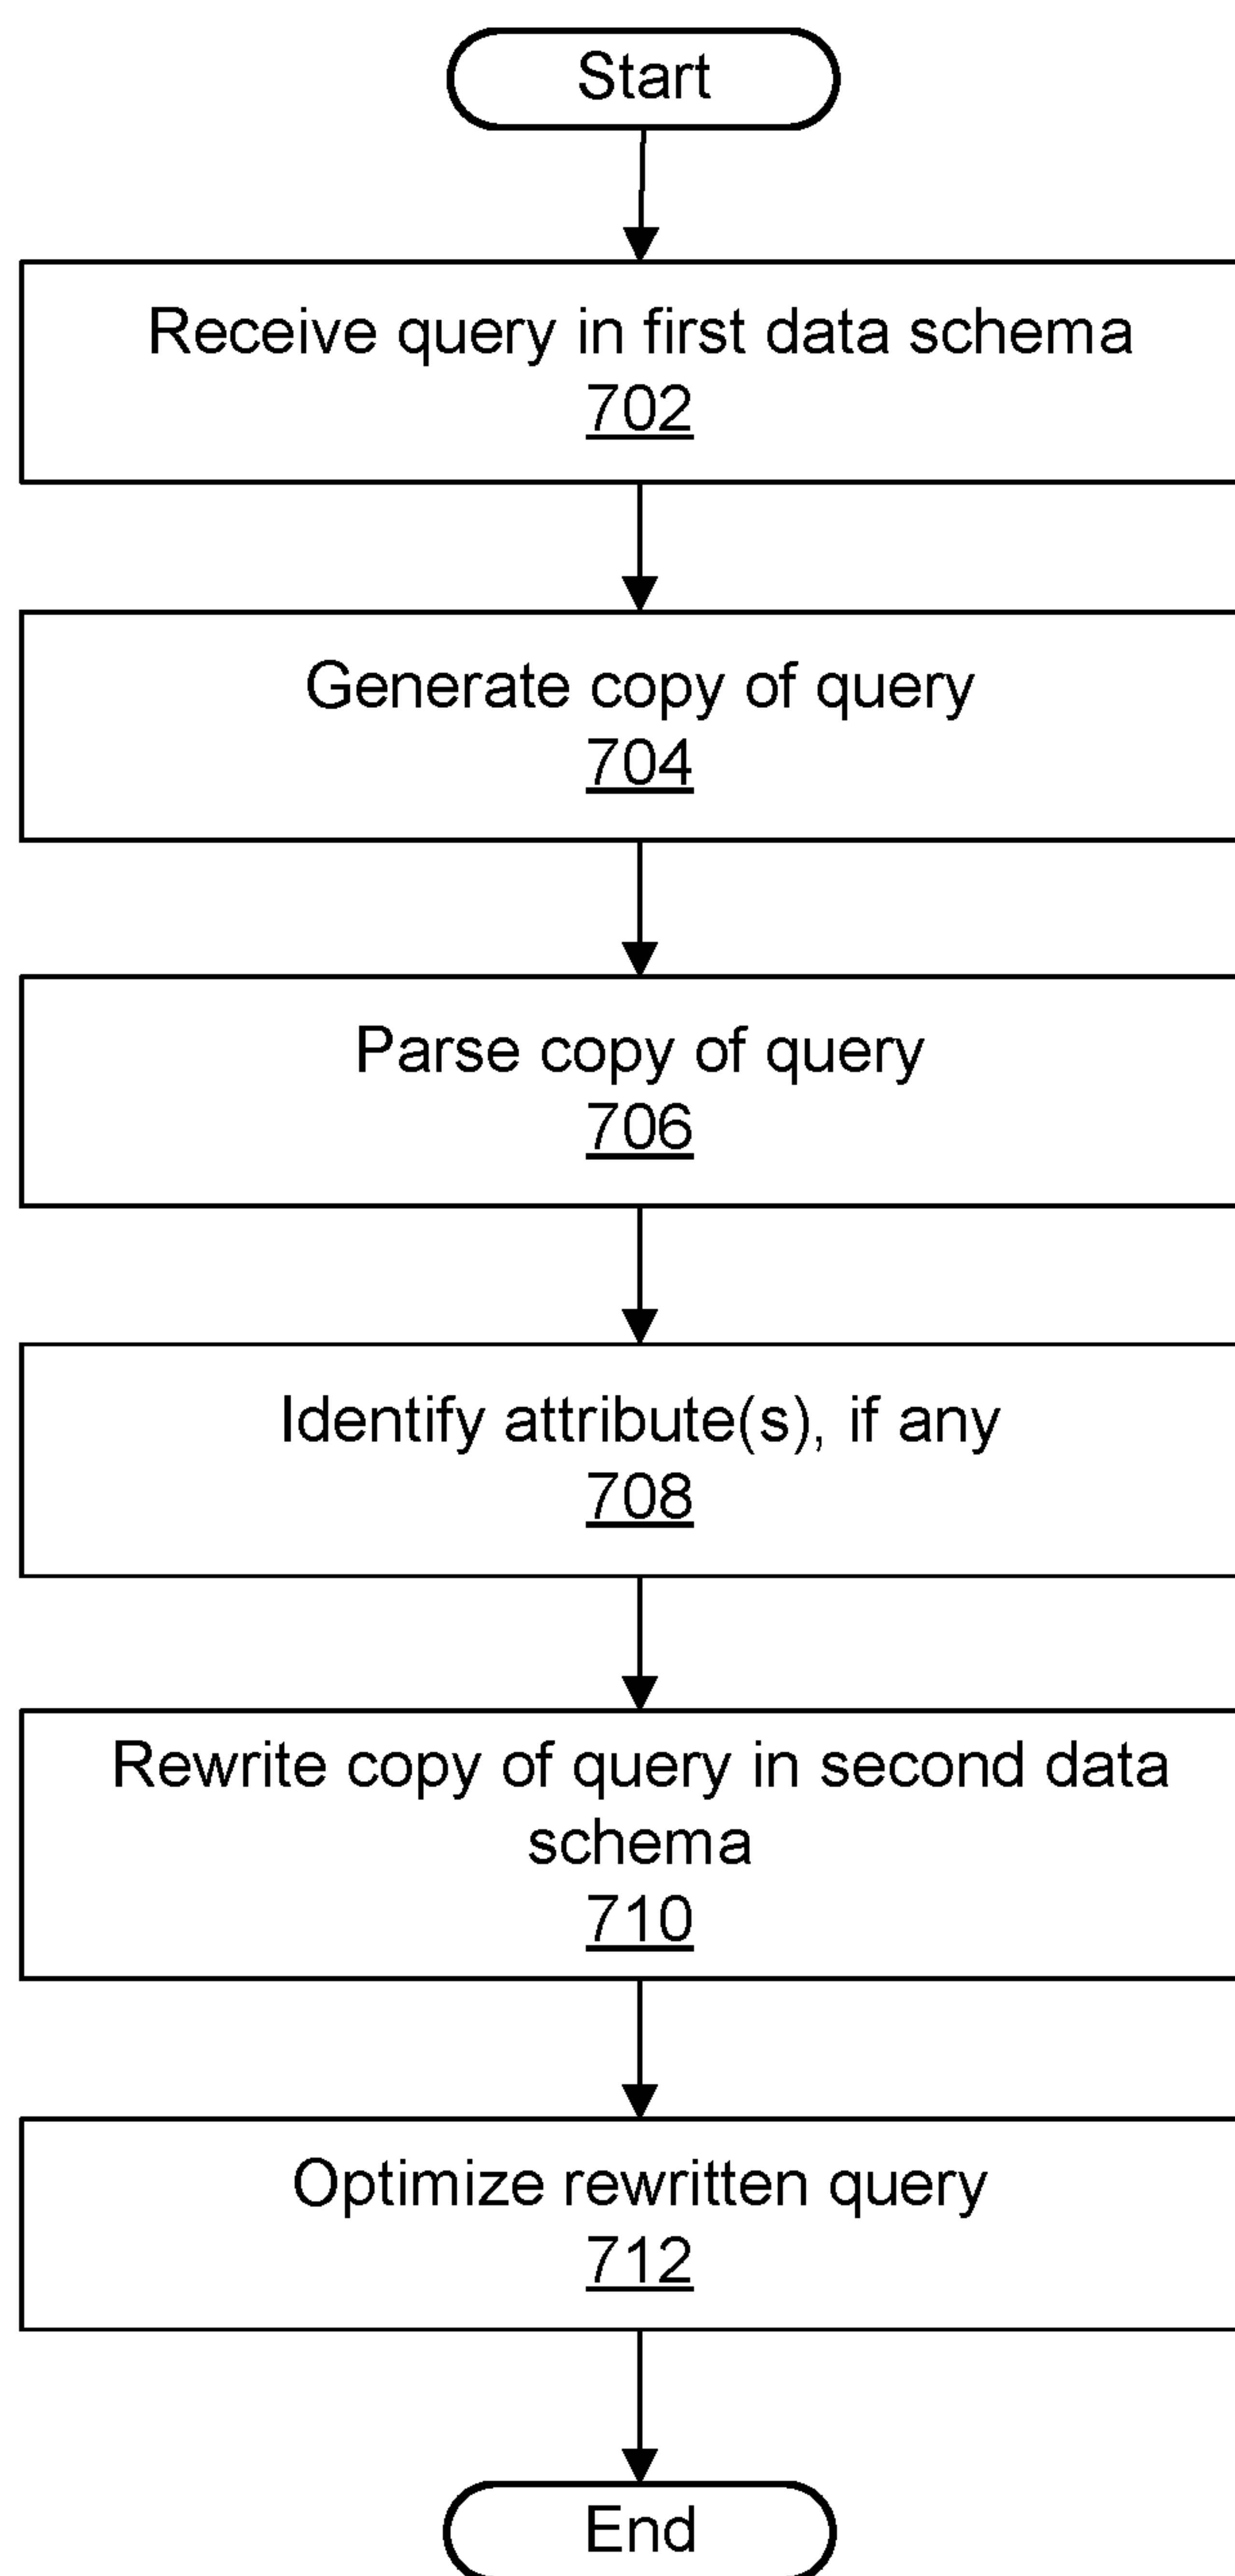 Start
Receive query in first data schema
702
Generate copy of query
704
Parse copy of query
706
Identify attribute(s), if any
708
Rewrite copy of query in second data
schema
710
Optimize rewritten query
712
End